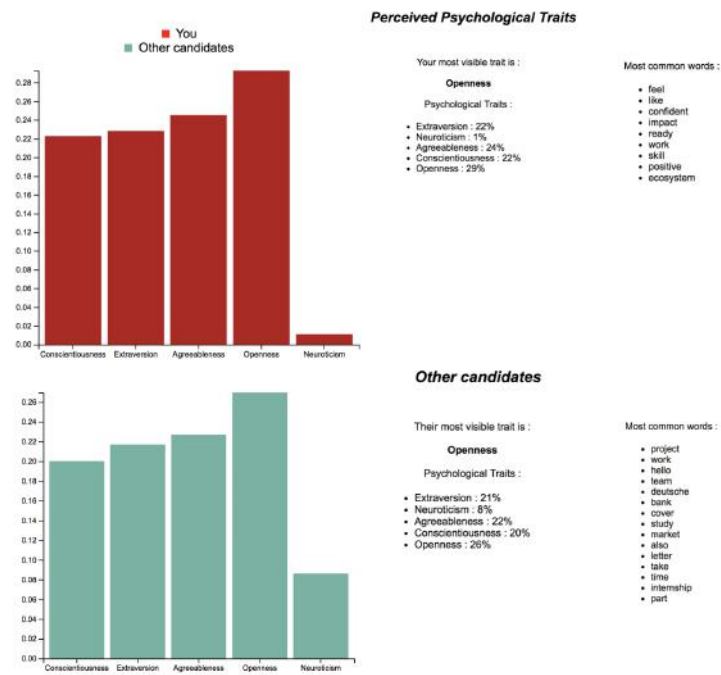 Perceived Psychological Traits
You
Other candidates
Your most visible trait is :
Openness
Psychological Traits :
Extraversion : 22%
Neuroticism : 1%
Agreeableness : 24%
Conscientiousness : 22%
Openness : 29%
Most common words :
feel
like
confident
impact
ready
work
skill
positive
ecosystem
0.28
0.26
0.24
0.22
0.20
0.18
0.16
0.14
0.12
0.10
0.08
0.06
0.04
0.02
0.00
Conscientiousness Extraversion Agreeableness Openness Neuroticism
Other candidates
Their most visible trait is :
Openness
Psychological Traits :
Extraversion : 21%
Neuroticism : 8%
Agreeableness : 22%
Conscientiousness : 20%
Openness : 26%
Most common words :
project
work
hello
team
deutsche
bank
cover
study
market
also
letter
take
time
internship
part
0.26
0.24
0.22
0.20
0.18
0.16
0.14
0.12
0.10
0.08
0.06
0.04
0.02
0.00
Conscientiousness Extraversion Agreeableness Openness Neuroticism